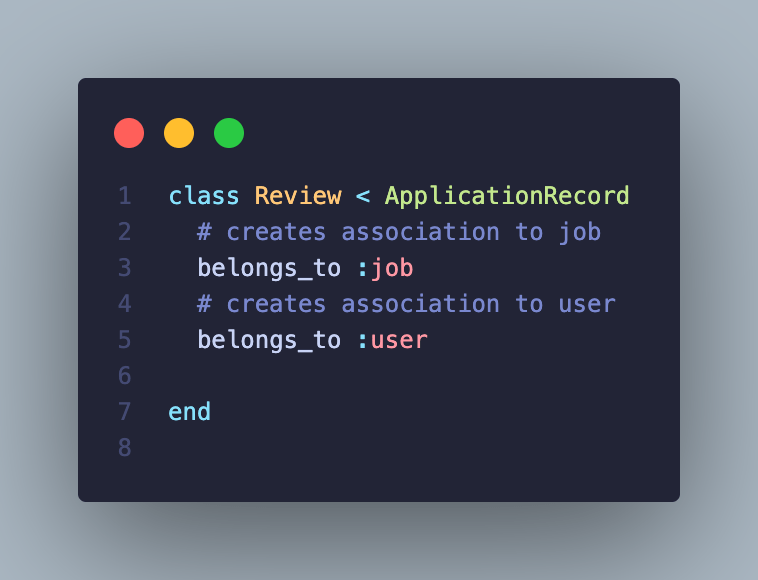 1 class Review < ApplicationRecord
2   # creates association to job
3   belongs_to :job
4   # creates association to user
5   belongs_to :user
6
7 end
8